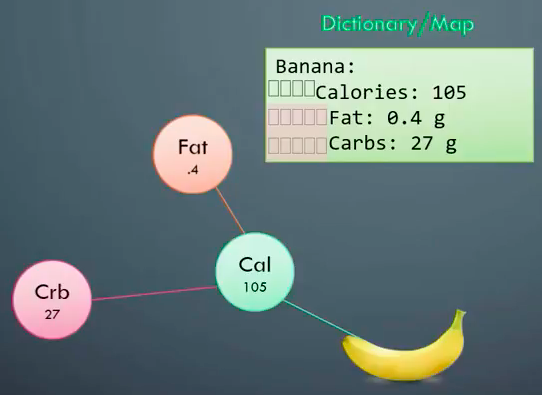 Dictionary/Map
Banana:
Calories: 105
Fat: 0.4 g
Carbs: 27 g
Fat
.4
Cal
105
Crb
27